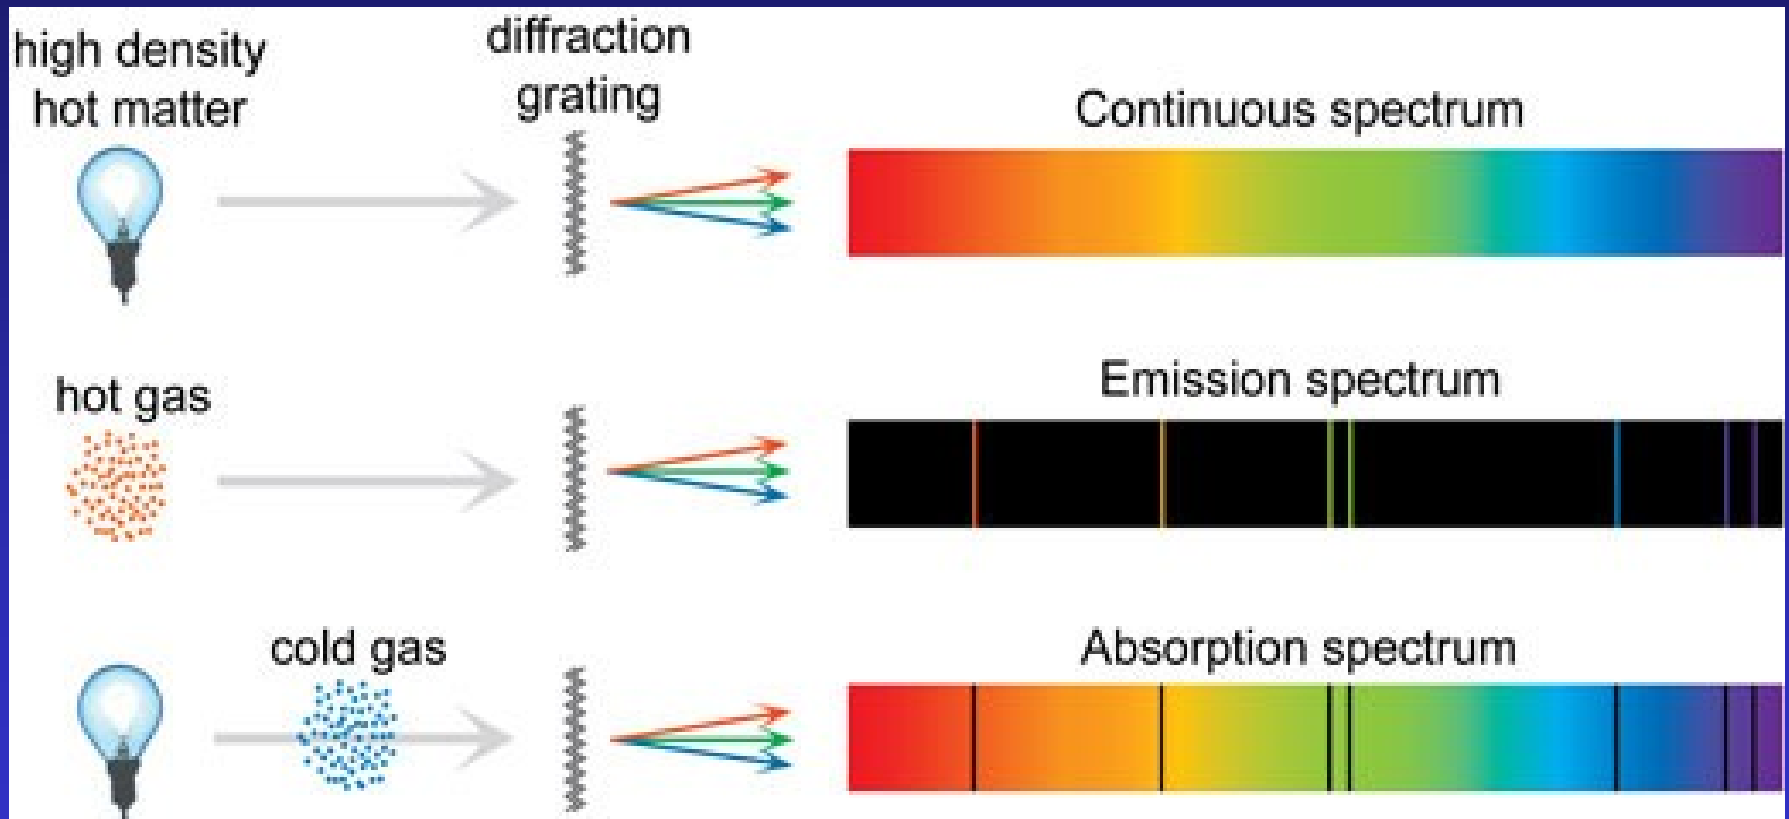 high density
hot matter
diffraction
grating
Continuous spectrum
hot gas
Emission spectrum
cold gas
Absorption spectrum